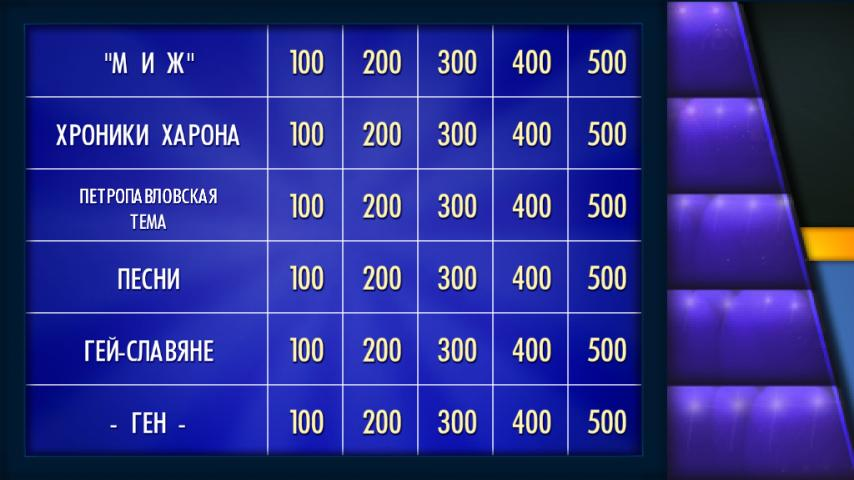 "М И Ж" 100 200 300 400 500
ХРОНИКИ ХАРОНА 100 200 300 400 500
ПЕТРОПАВЛОВСКАЯ
ТЕМА 100 200 300 400 500
ПЕСНИ 100 200 300 400 500
ГЕЙ-СЛАВЯНЕ 100 200 300 400 500
- ГЕН - 100 200 300 400 500